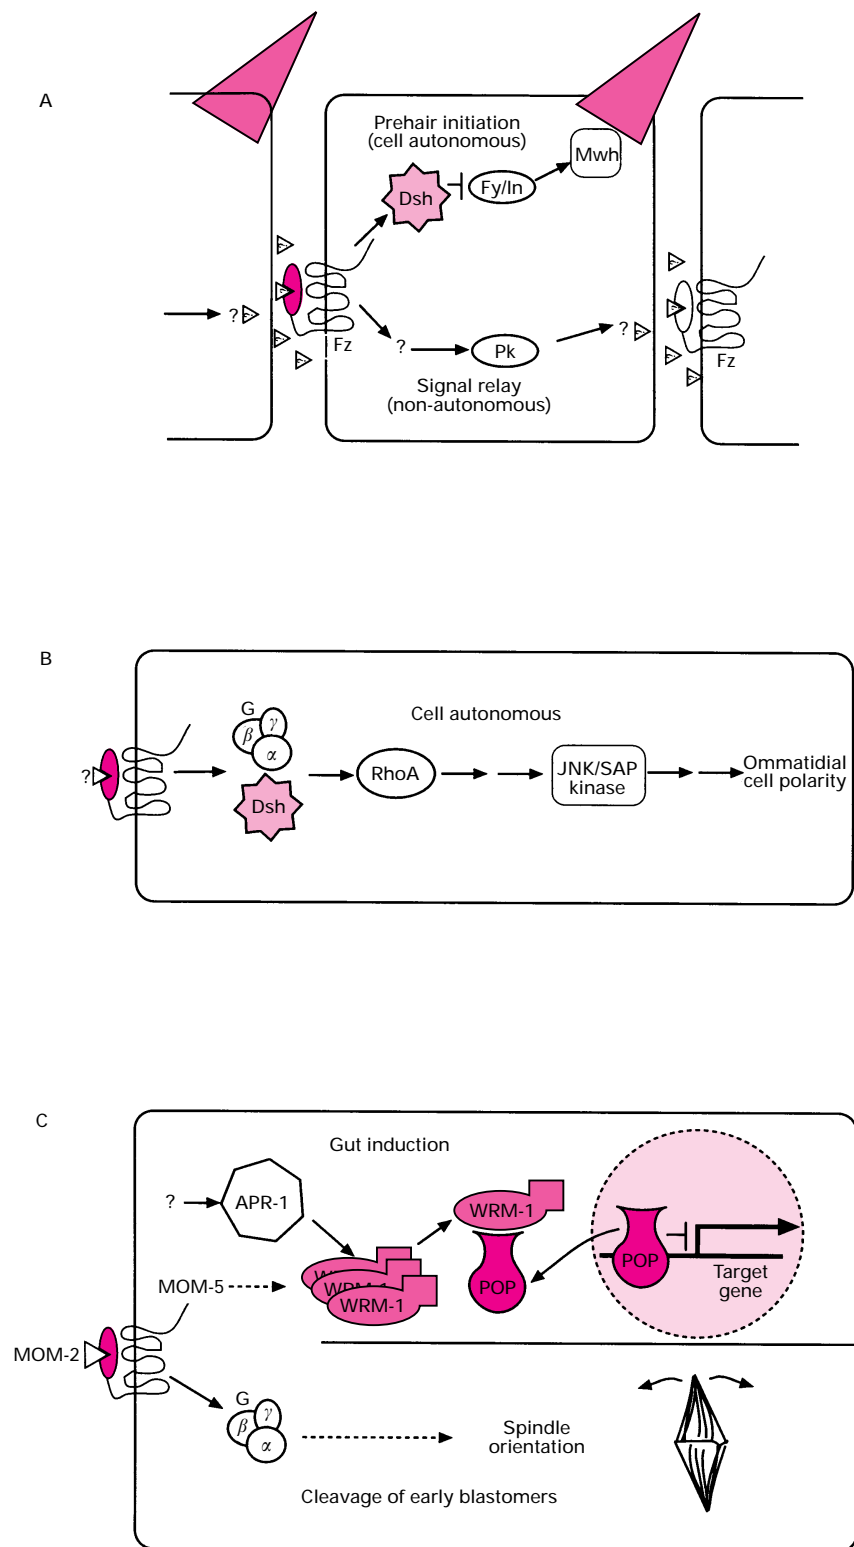 A
Prehair initiation
(cell autonomous)
Mwh
Dsh
Fy/In
?
Fz
?
Pk
?
Fz
Signal relay
(non-autonomous)
B
G
β γ
α
Cell autonomous
?
RhoA
JNK/SAP
kinase
Ommatidial
cell polarity
Dsh
C
Gut induction
?
APR-1
WRM-1
POP
POP
Target
gene
MOM-5
WRM-1
WRM-1
MOM-2
G
β γ
α
Spindle
orientation
Cleavage of early blastomers